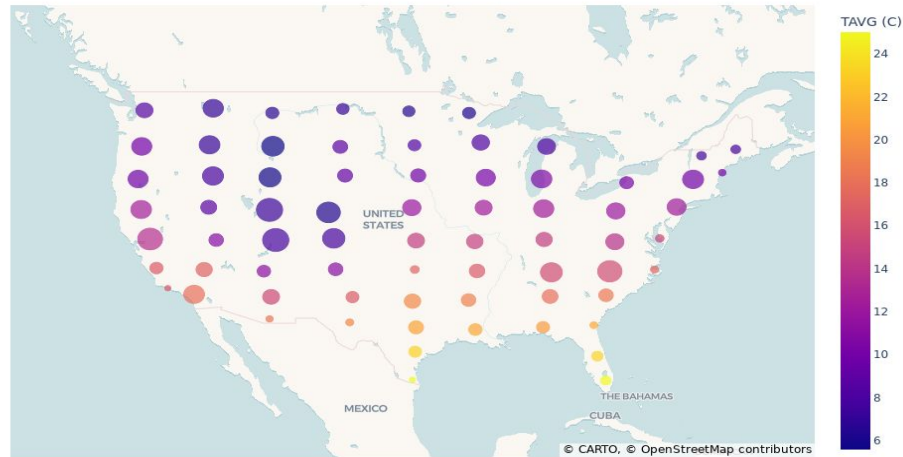 TAVG (C)
24
22
20
18
16
14
12
10
8
6
UNITED
STATES
MEXICO
THE BAHAMAS
CUBA
© CARTO, © OpenStreetMap contributors